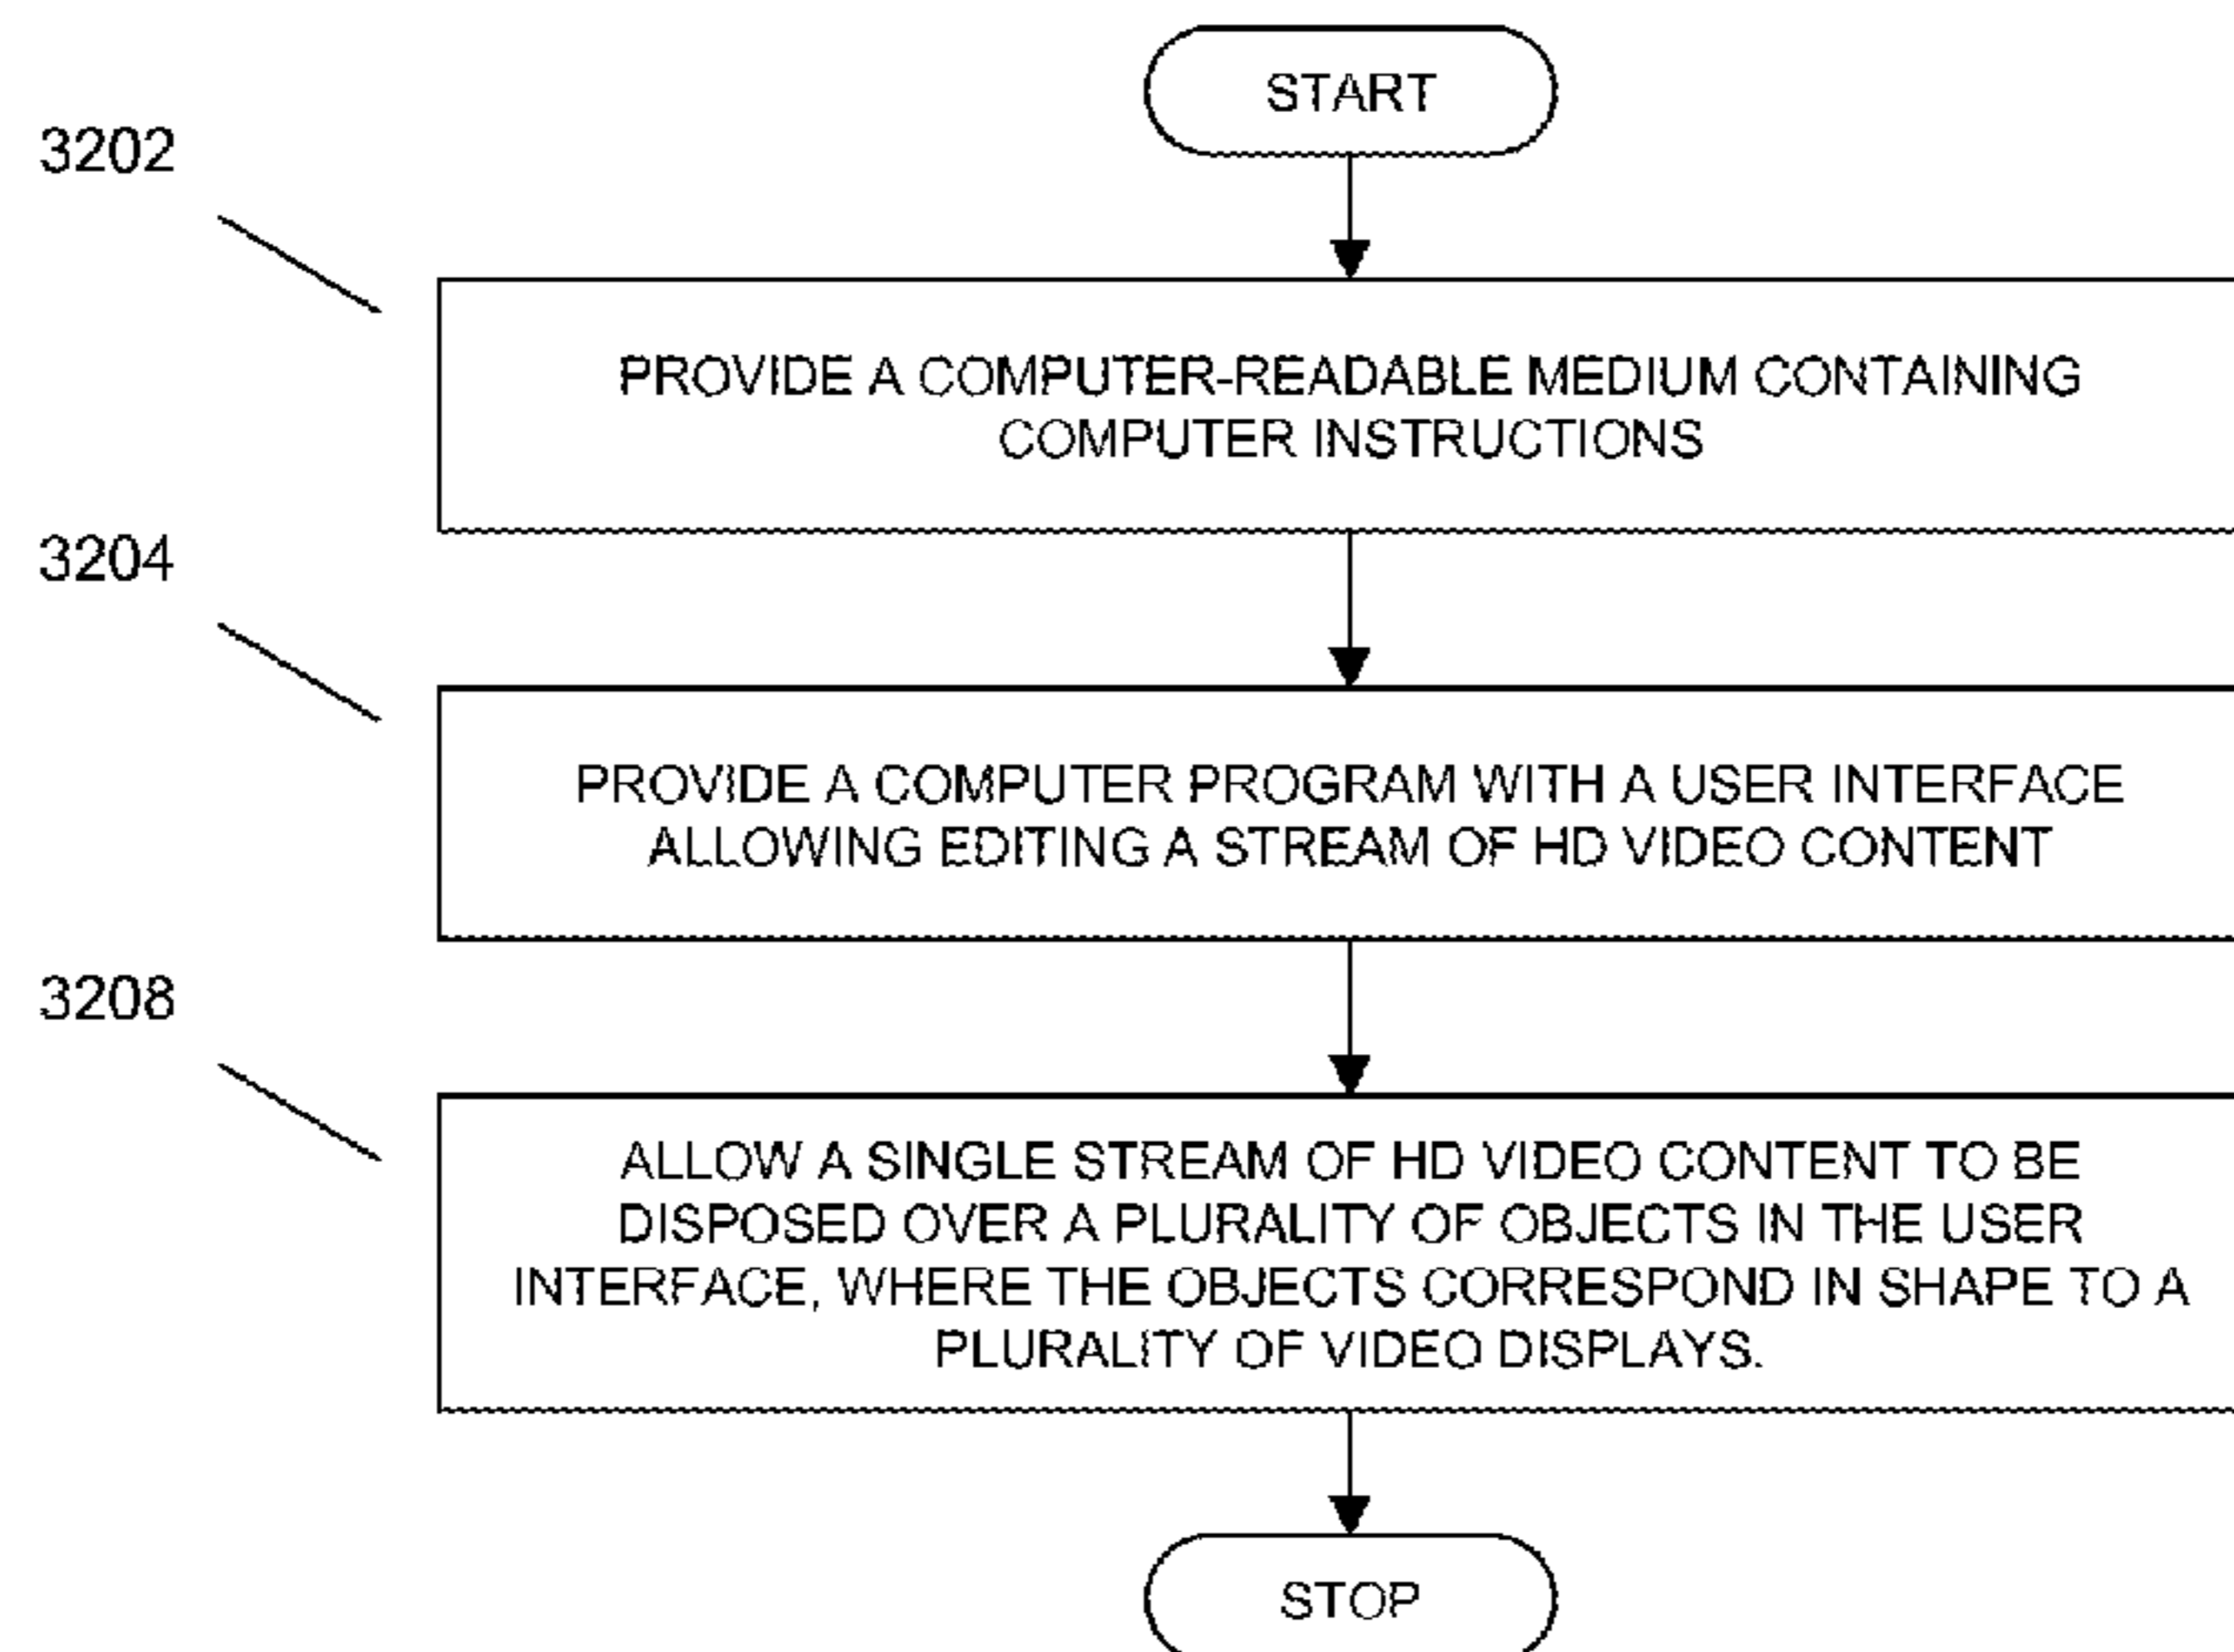 START
3202
PROVIDE A COMPUTER-READABLE MEDIUM CONTAINING
COMPUTER INSTRUCTIONS
3204
PROVIDE A COMPUTER PROGRAM WITH A USER INTERFACE
ALLOWING EDITING A STREAM OF HD VIDEO CONTENT
3208
ALLOW A SINGLE STREAM OF HD VIDEO CONTENT TO BE
DISPOSED OVER A PLURALITY OF OBJECTS IN THE USER
INTERFACE, WHERE THE OBJECTS CORRESPOND IN SHAPE TO A
PLURALITY OF VIDEO DISPLAYS.
STOP